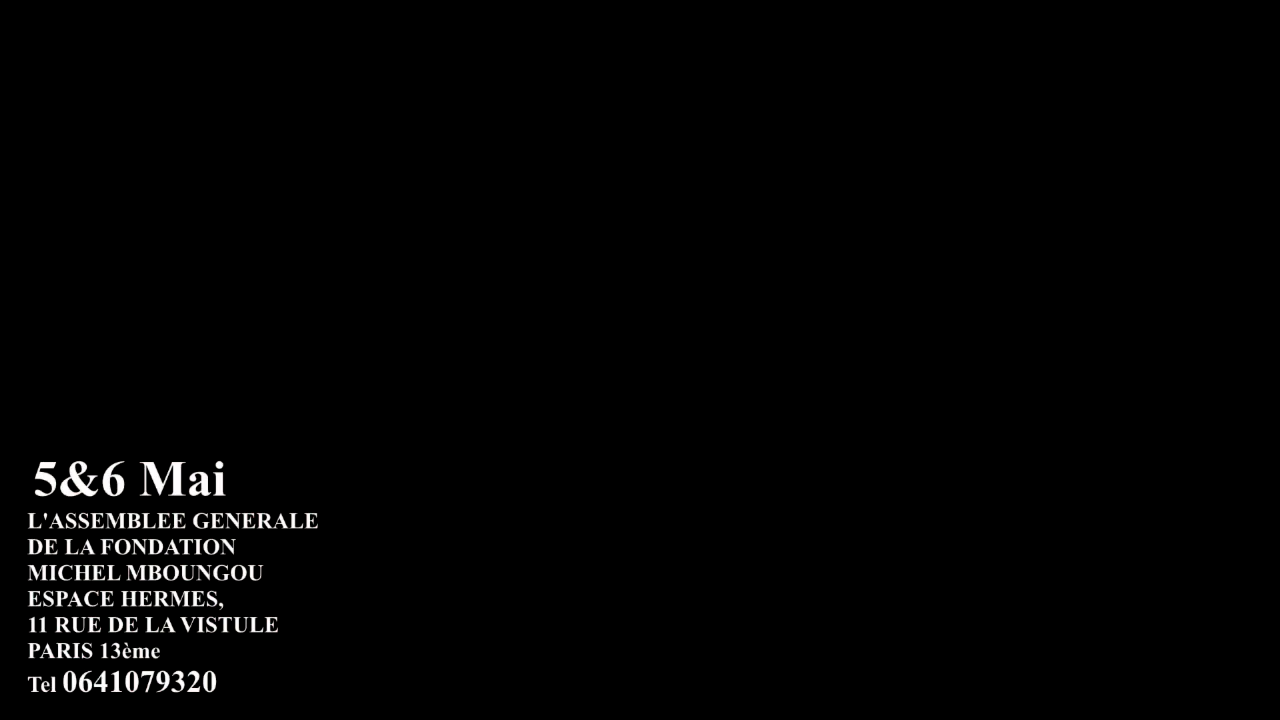 5&6 Mai
L'ASSEMBLEE GENERALE
DE LA FONDATION
MICHEL MBOUNGOU
ESPACE HERMES,
11 RUE DE LA VISTULE
PARIS 13ème
Tel 0641079320